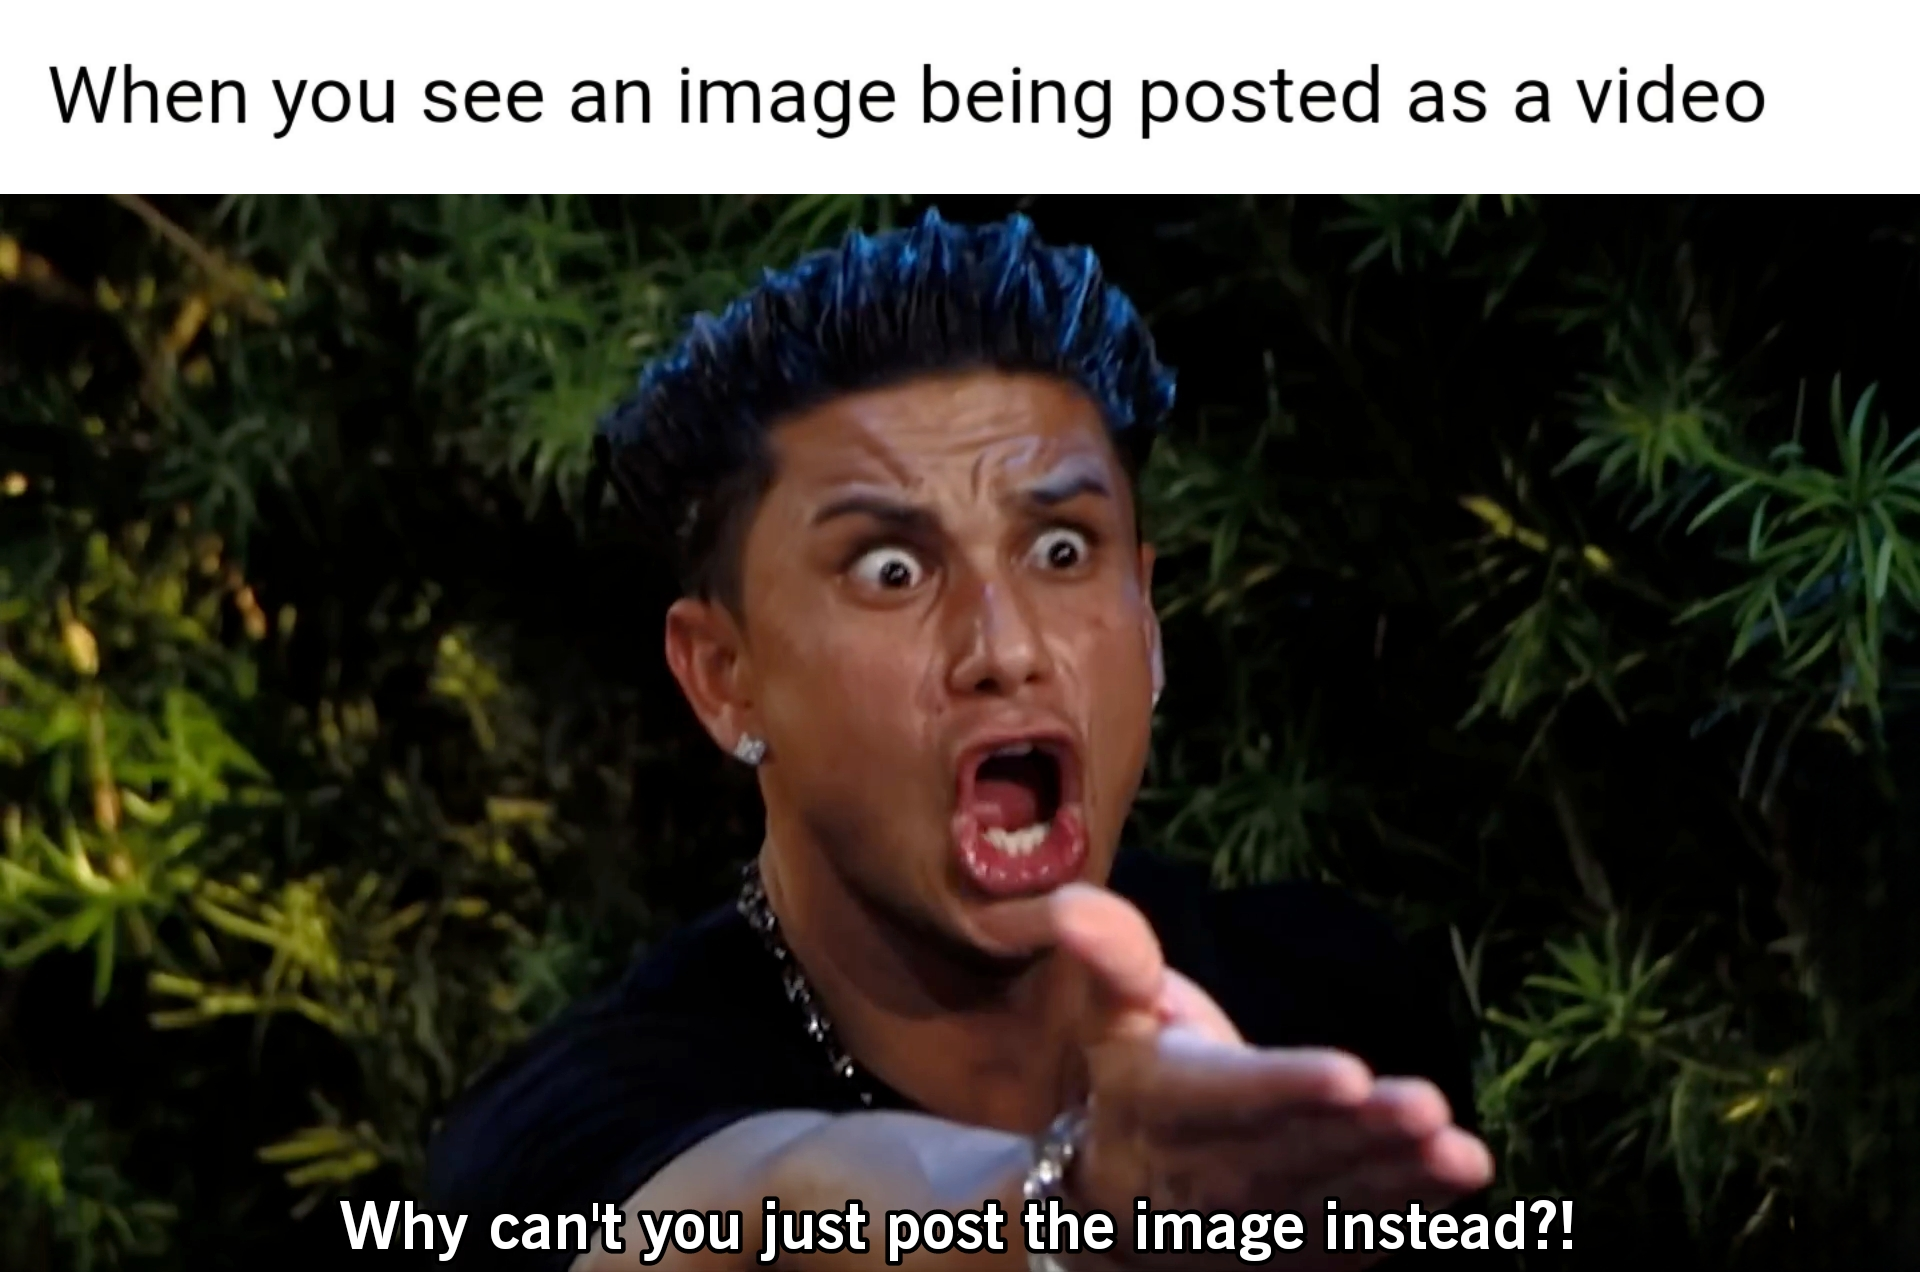 When you see an image being posted as a video
Why can't you just post the image instead?!